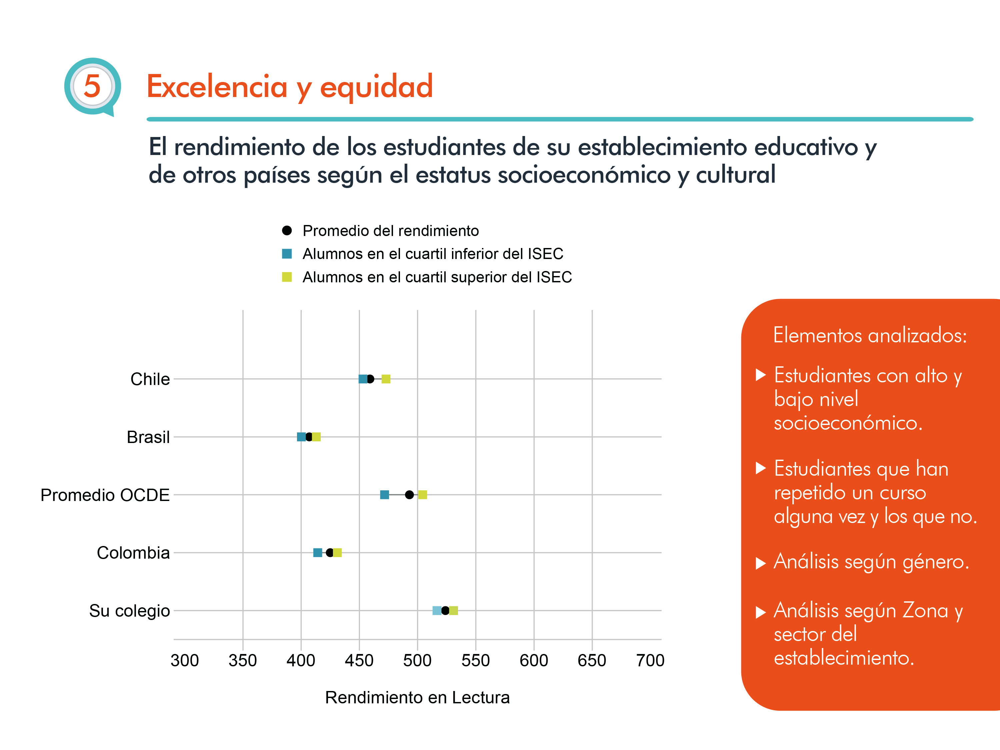 5
Excelencia y equidad
El rendimiento de los estudiantes de su establecimiento educativo y
de otros países según el estatus socioeconómico y cultural
Promedio del rendimiento
Alumnos en el cuartil inferior del ISEC
Alumnos en el cuartil superior del ISEC
Chile
Brasil
Promedio OCDE
Colombia
Su colegio
300 350 400 450 500 550 600 650 700
Rendimiento en Lectura
Elementos analizados:
Estudiantes con alto y
bajo nivel
socioeconómico.
Estudiantes que han
repetido un curso
alguna vez y los que no.
Análisis según género.
Análisis según Zona y
sector del
establecimiento.